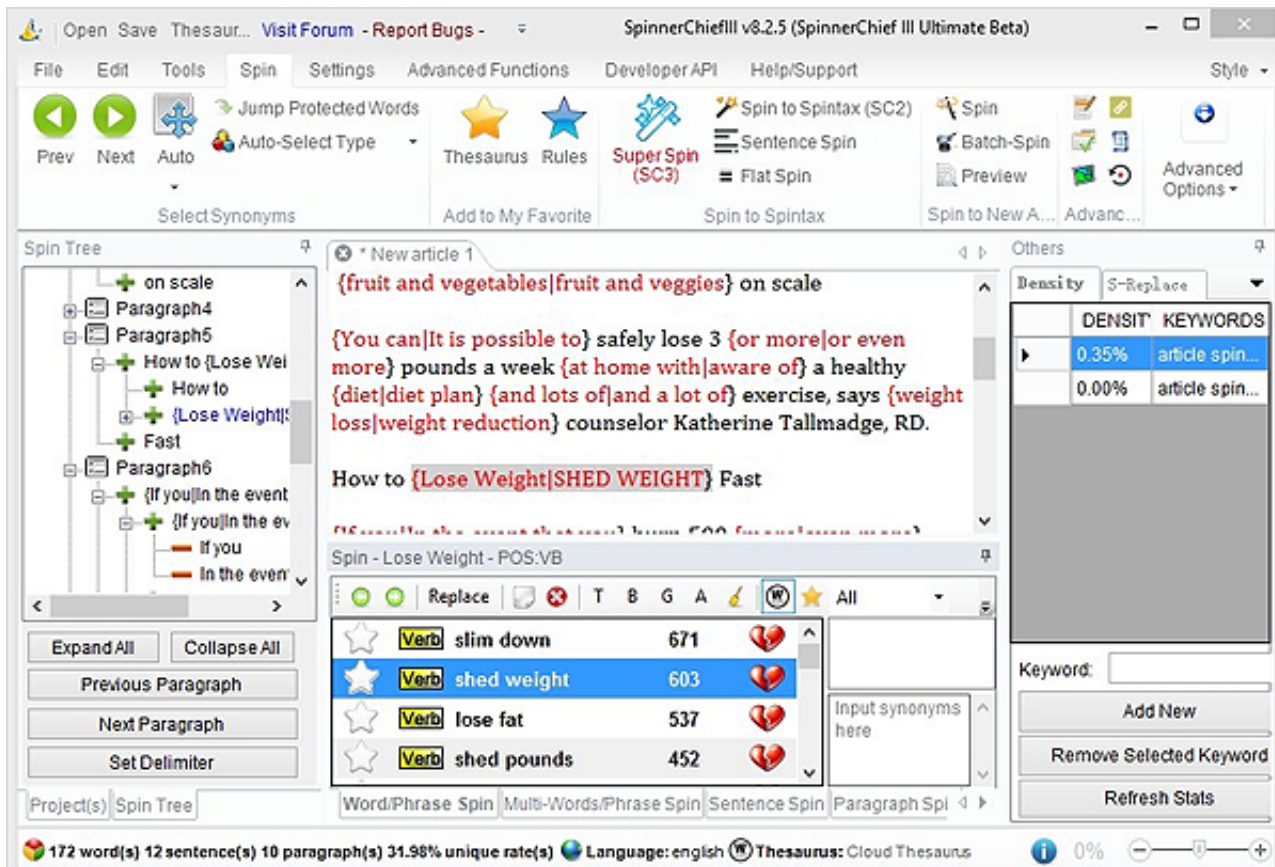 Open Save Thesaur... Visit Forum - Report Bugs - SpinnerChiefIII v8.2.5 (SpinnerChief III Ultimate Beta)
File Edit Tools Spin Settings Advanced Functions Developer API Help/Support Style
Prev Next Auto
Jump Protected Words
Auto-Select Type
Select Synonyms
Thesaurus Rules
Add to My Favorite
Super Spin (SC3)
Spin to Spintax (SC2)
Sentence Spin
Flat Spin
Spin to Spintax
Spin
Batch-Spin
Preview
Spin to New A...
Advanc...
Advanced
Options
Spin Tree
on scale
Paragraph4
Paragraph5
How to {Lose Wei
How to
{Lose Weight|S
Fast
Paragraph6
{If you|In the event
{If you|In the ev
If you
In the even
Expand All Collapse All
Previous Paragraph
Next Paragraph
Set Delimiter
Project(s) Spin Tree
* New article 1
{fruit and vegetables|fruit and veggies} on scale
{You can|It is possible to} safely lose 3 {or more|or even
more} pounds a week {at home with|aware of} a healthy
{diet|diet plan} {and lots of|and a lot of} exercise, says {weight
loss|weight reduction} counselor Katherine Tallmadge, RD.
How to {Lose Weight|SHED WEIGHT} Fast
Spin - Lose Weight - POS:VB
Replace T B G A W All
Verb slim down 671
Verb shed weight 603
Verb lose fat 537
Verb shed pounds 452
Input synonyms
here
Word/Phrase Spin Multi-Words/Phrase Spin Sentence Spin Paragraph Spi
Others
Density S-Replace
DENSIT KEYWORDS
0.35% article spin...
0.00% article spin...
Keyword:
Add New
Remove Selected Keyword
Refresh Stats
172 word(s) 12 sentence(s) 10 paragraph(s) 31.98% unique rate(s) Language: english W Thesaurus: Cloud Thesaurus 0%